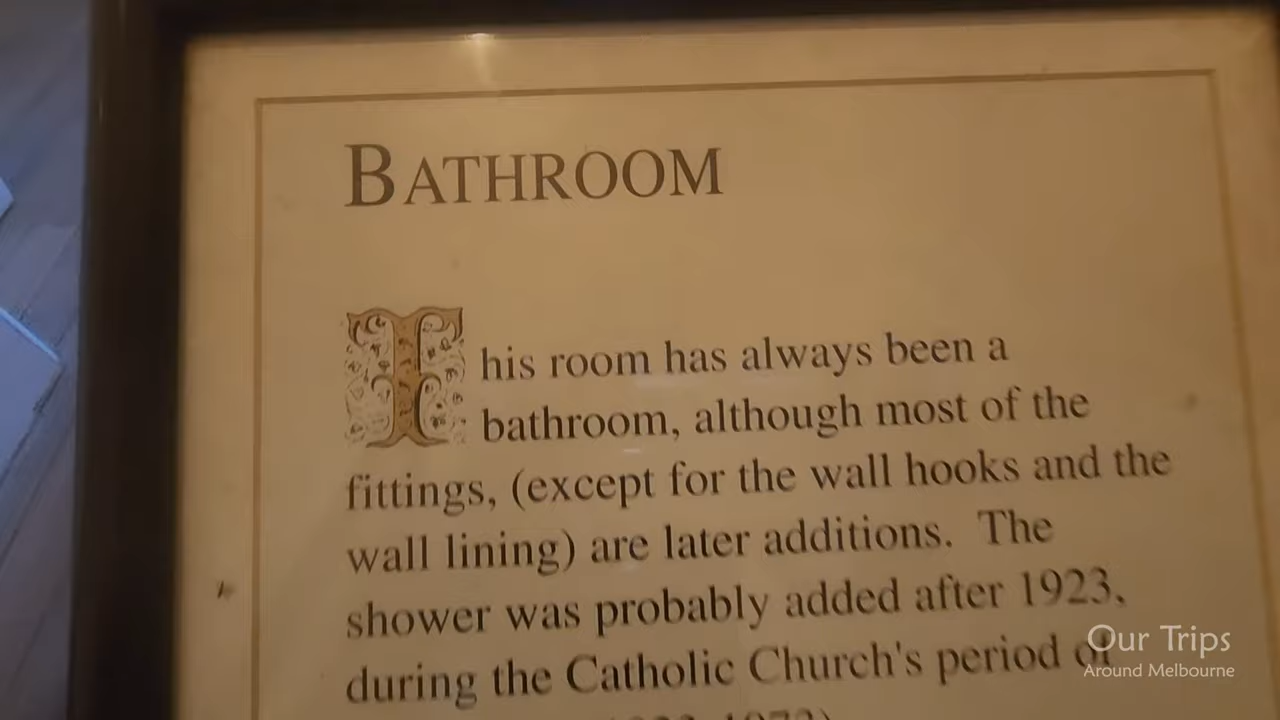 BATHROOM
This room has always been a
bathroom, although most of the
fittings, (except for the wall hooks and the
wall lining) are later additions. The
shower was probably added after 1923,
during the Catholic Church's period of
Our Trips
Around Melbourne